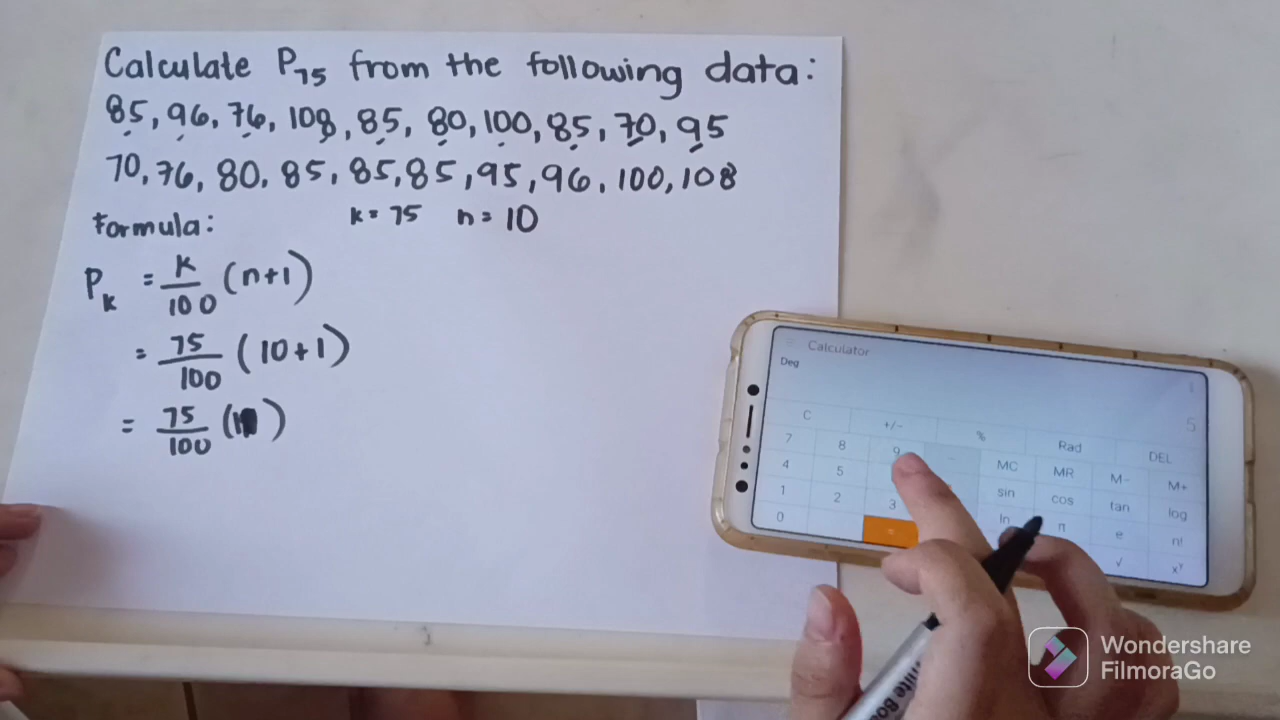 Calculate P75 from the following data:
85, 96, 76, 108, 85, 80, 100, 85, 70, 95
70, 76, 80, 85, 85, 85, 95, 96, 100, 108
Formula: k = 75 n = 10
Pk = k/100 (n+1)
= 75/100 (10+1)
= 75/100 (11)
Calculator
Deg
5
C +/- % Rad DEL
7 8 9 MC MR M- M+
4 5 sin cos tan log
1 2 3 ln π e n!
0 = √ xʸ
Wondershare
FilmoraGo